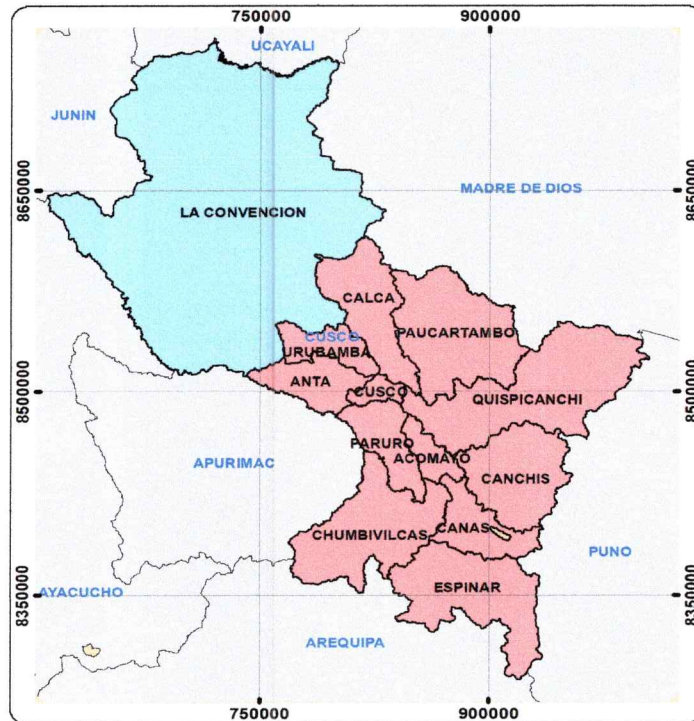 750000
900000
UCAYALI
JUNIN
8650000
8650000
MADRE DE DIOS
LA CONVENCION
CALCA
PAUCARTAMBO
CUSCO
URUBAMBA
ANTA
CUSCO
QUISPICANCHI
8500000
8500000
PARURO
ACOMAYO
APURIMAC
CANCHIS
CHUMBIVILCAS
CANAS
PUNO
ESPINAR
AYACUCHO
8350000
8350000
AREQUIPA
750000
900000